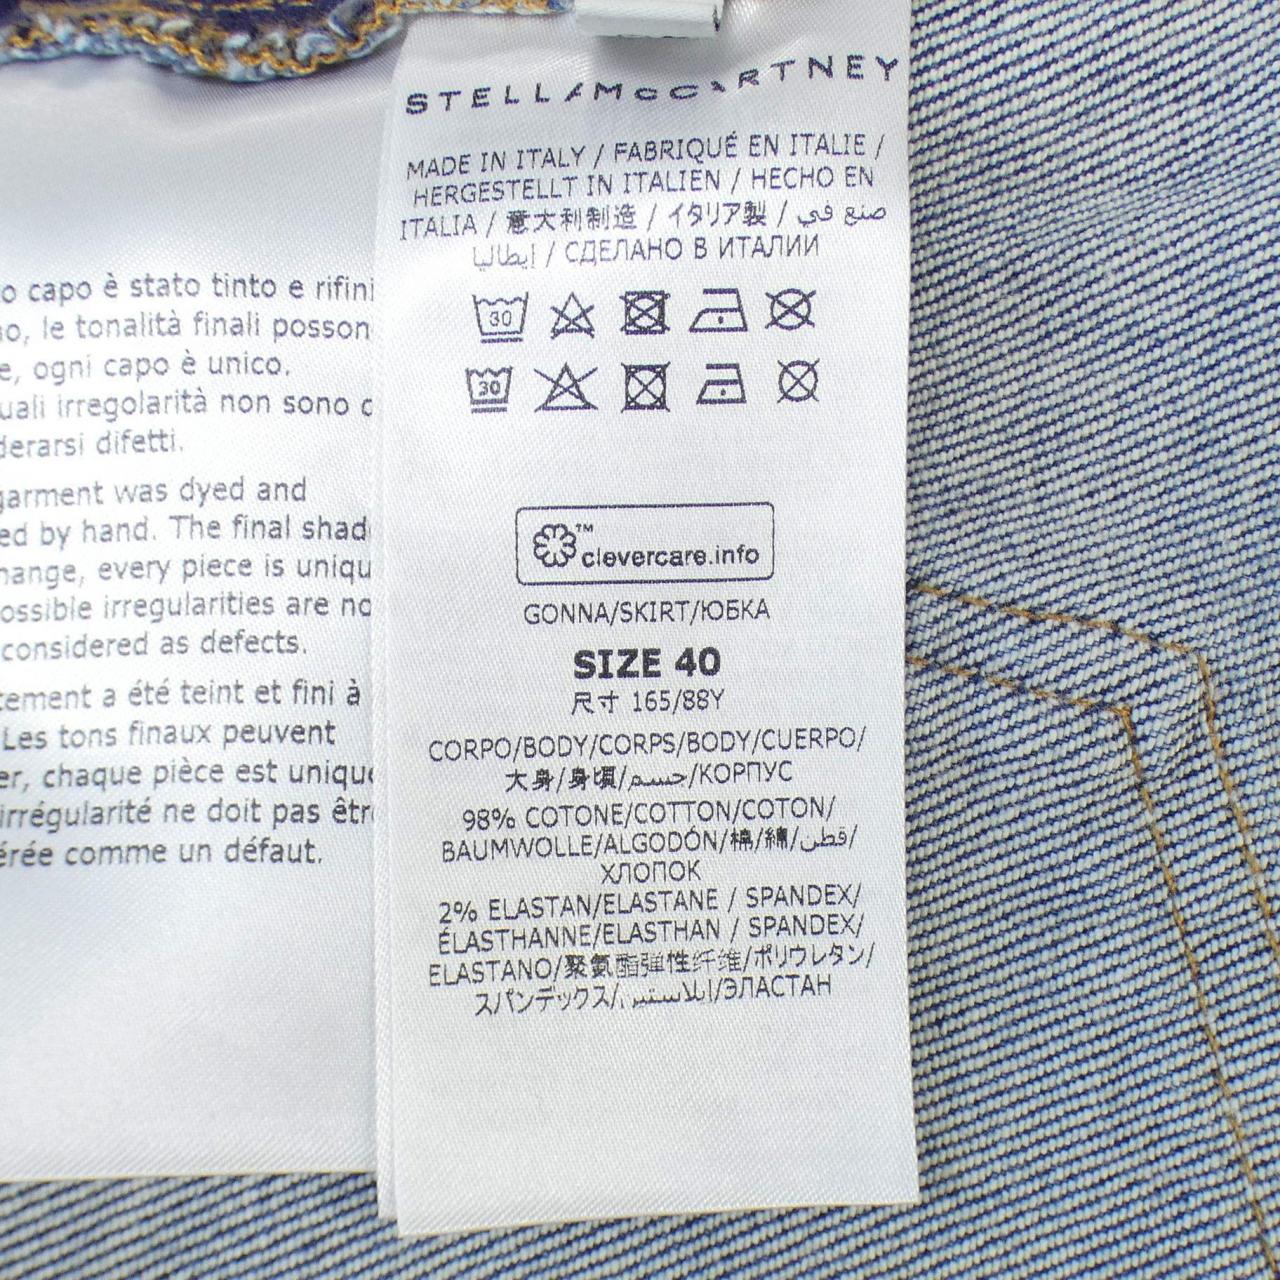 STELLA McCARTNEY
MADE IN ITALY / FABRIQUÉ EN ITALIE /
HERGESTELLT IN ITALIEN / HECHO EN
ITALIA / 意大利制造 / イタリア製 / صنع في
إيطاليا / СДЕЛАНО В ИТАЛИИ
30
30
™
clevercare.info
GONNA/SKIRT/ЮБКА
SIZE 40
尺寸 165/88Y
CORPO/BODY/CORPS/BODY/CUERPO/
大身/身頃/جسم/КОРПУС
98% COTONE/COTTON/COTON/
BAUMWOLLE/ALGODÓN/棉/綿/قطن/
ХЛОПОК
2% ELASTAN/ELASTANE / SPANDEX/
ÉLASTHANNE/ELASTHAN / SPANDEX/
ELASTANO/聚氨酯弹性纤维/ポリウレタン/
スパンデックス/إيلاستين/ЭЛАСТАН
o capo è stato tinto e rifini
no, le tonalità finali posson
e, ogni capo è unico.
uali irregolarità non sono c
derarsi difetti.
garment was dyed and
ed by hand. The final shad
hange, every piece is uniqu
ossible irregularities are no
considered as defects.
tement a été teint et fini à
Les tons finaux peuvent
er, chaque pièce est unique
irrégularité ne doit pas êtr
érée comme un défaut.